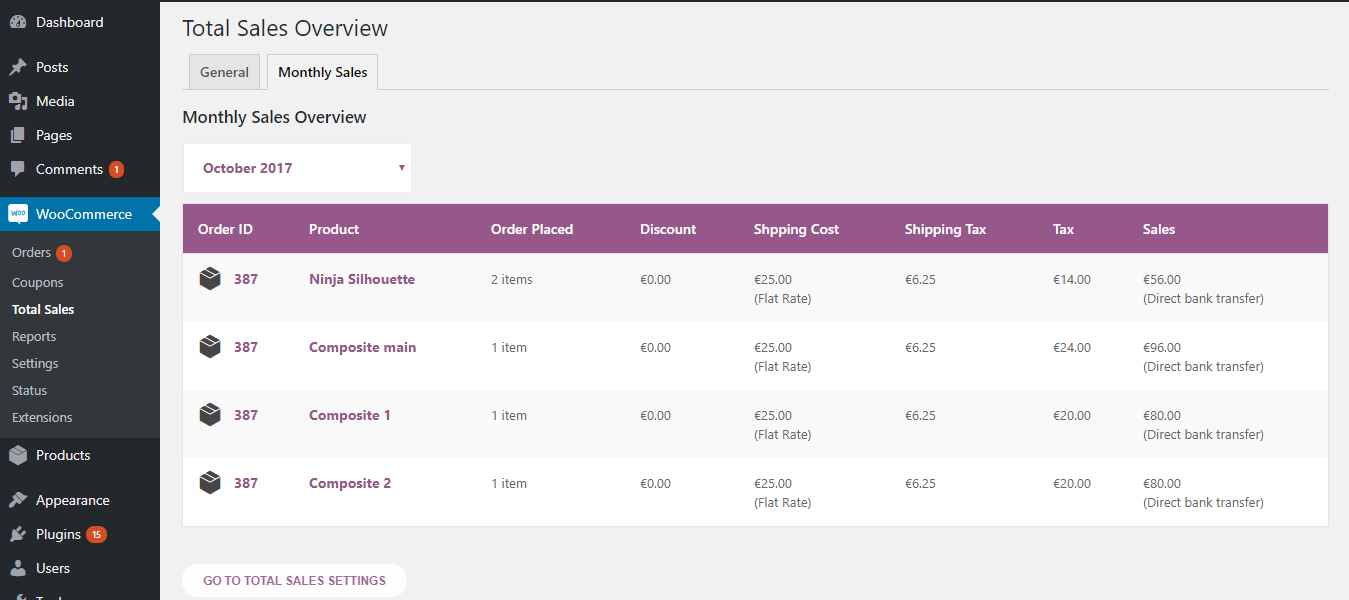 Dashboard
Posts
Media
Pages
Comments 1
WOO WooCommerce
Orders 1
Coupons
Total Sales
Reports
Settings
Status
Extensions
Products
Appearance
Plugins 15
Users
Total Sales Overview
General Monthly Sales
Monthly Sales Overview
October 2017
Order ID Product Order Placed Discount Shpping Cost Shipping Tax Tax Sales
387 Ninja Silhouette 2 items €0.00 €25.00 €6.25 €14.00 €56.00
(Flat Rate) (Direct bank transfer)
387 Composite main 1 item €0.00 €25.00 €6.25 €24.00 €96.00
(Flat Rate) (Direct bank transfer)
387 Composite 1 1 item €0.00 €25.00 €6.25 €20.00 €80.00
(Flat Rate) (Direct bank transfer)
387 Composite 2 1 item €0.00 €25.00 €6.25 €20.00 €80.00
(Flat Rate) (Direct bank transfer)
GO TO TOTAL SALES SETTINGS